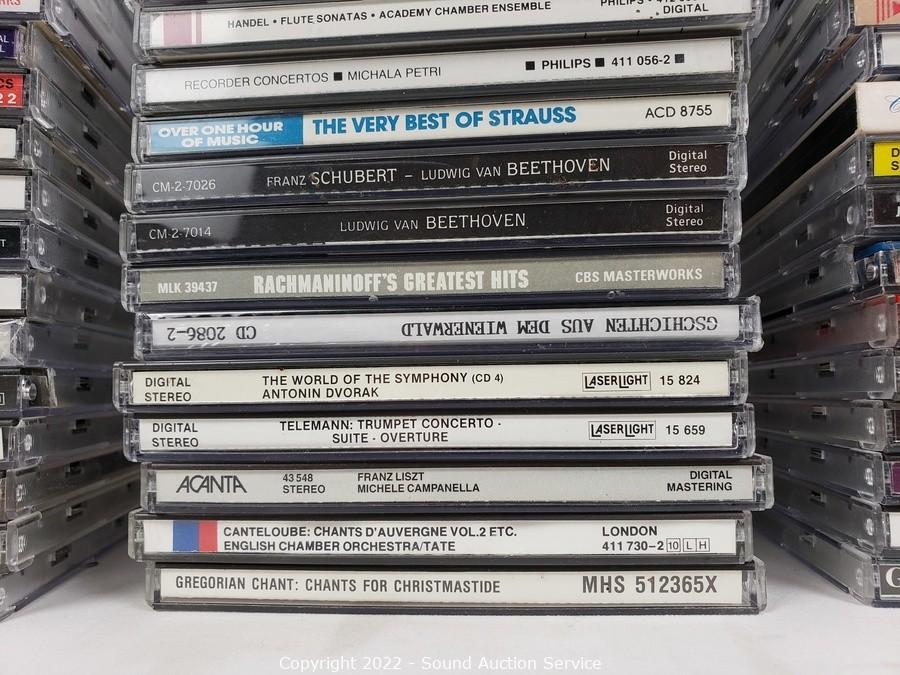 HANDEL • FLUTE SONATAS • ACADEMY CHAMBER ENSEMBLE
DIGITAL
RECORDER CONCERTOS ■ MICHALA PETRI ■ PHILIPS ■ 411 056-2 ■
OVER ONE HOUR
OF MUSIC
THE VERY BEST OF STRAUSS ACD 8755
CM-2-7026 FRANZ SCHUBERT – LUDWIG VAN BEETHOVEN Digital
Stereo
CM-2-7014 LUDWIG VAN BEETHOVEN Digital
Stereo
MLK 39437 RACHMANINOFF'S GREATEST HITS CBS MASTERWORKS
GSCHICHTEN AUS DEM WIENERWALD CD 2086-2
DIGITAL
STEREO
THE WORLD OF THE SYMPHONY (CD 4)
ANTONIN DVORAK
LASERLIGHT 15 824
DIGITAL
STEREO
TELEMANN: TRUMPET CONCERTO ·
SUITE · OVERTURE
LASERLIGHT 15 659
ACANTA
43 548
STEREO
FRANZ LISZT
MICHELE CAMPANELLA
DIGITAL
MASTERING
CANTELOUBE: CHANTS D'AUVERGNE VOL.2 ETC.
ENGLISH CHAMBER ORCHESTRA/TATE
LONDON
411 730-2 10 L H
GREGORIAN CHANT: CHANTS FOR CHRISTMASTIDE MHS 512365X
Copyright 2022 - Sound Auction Service